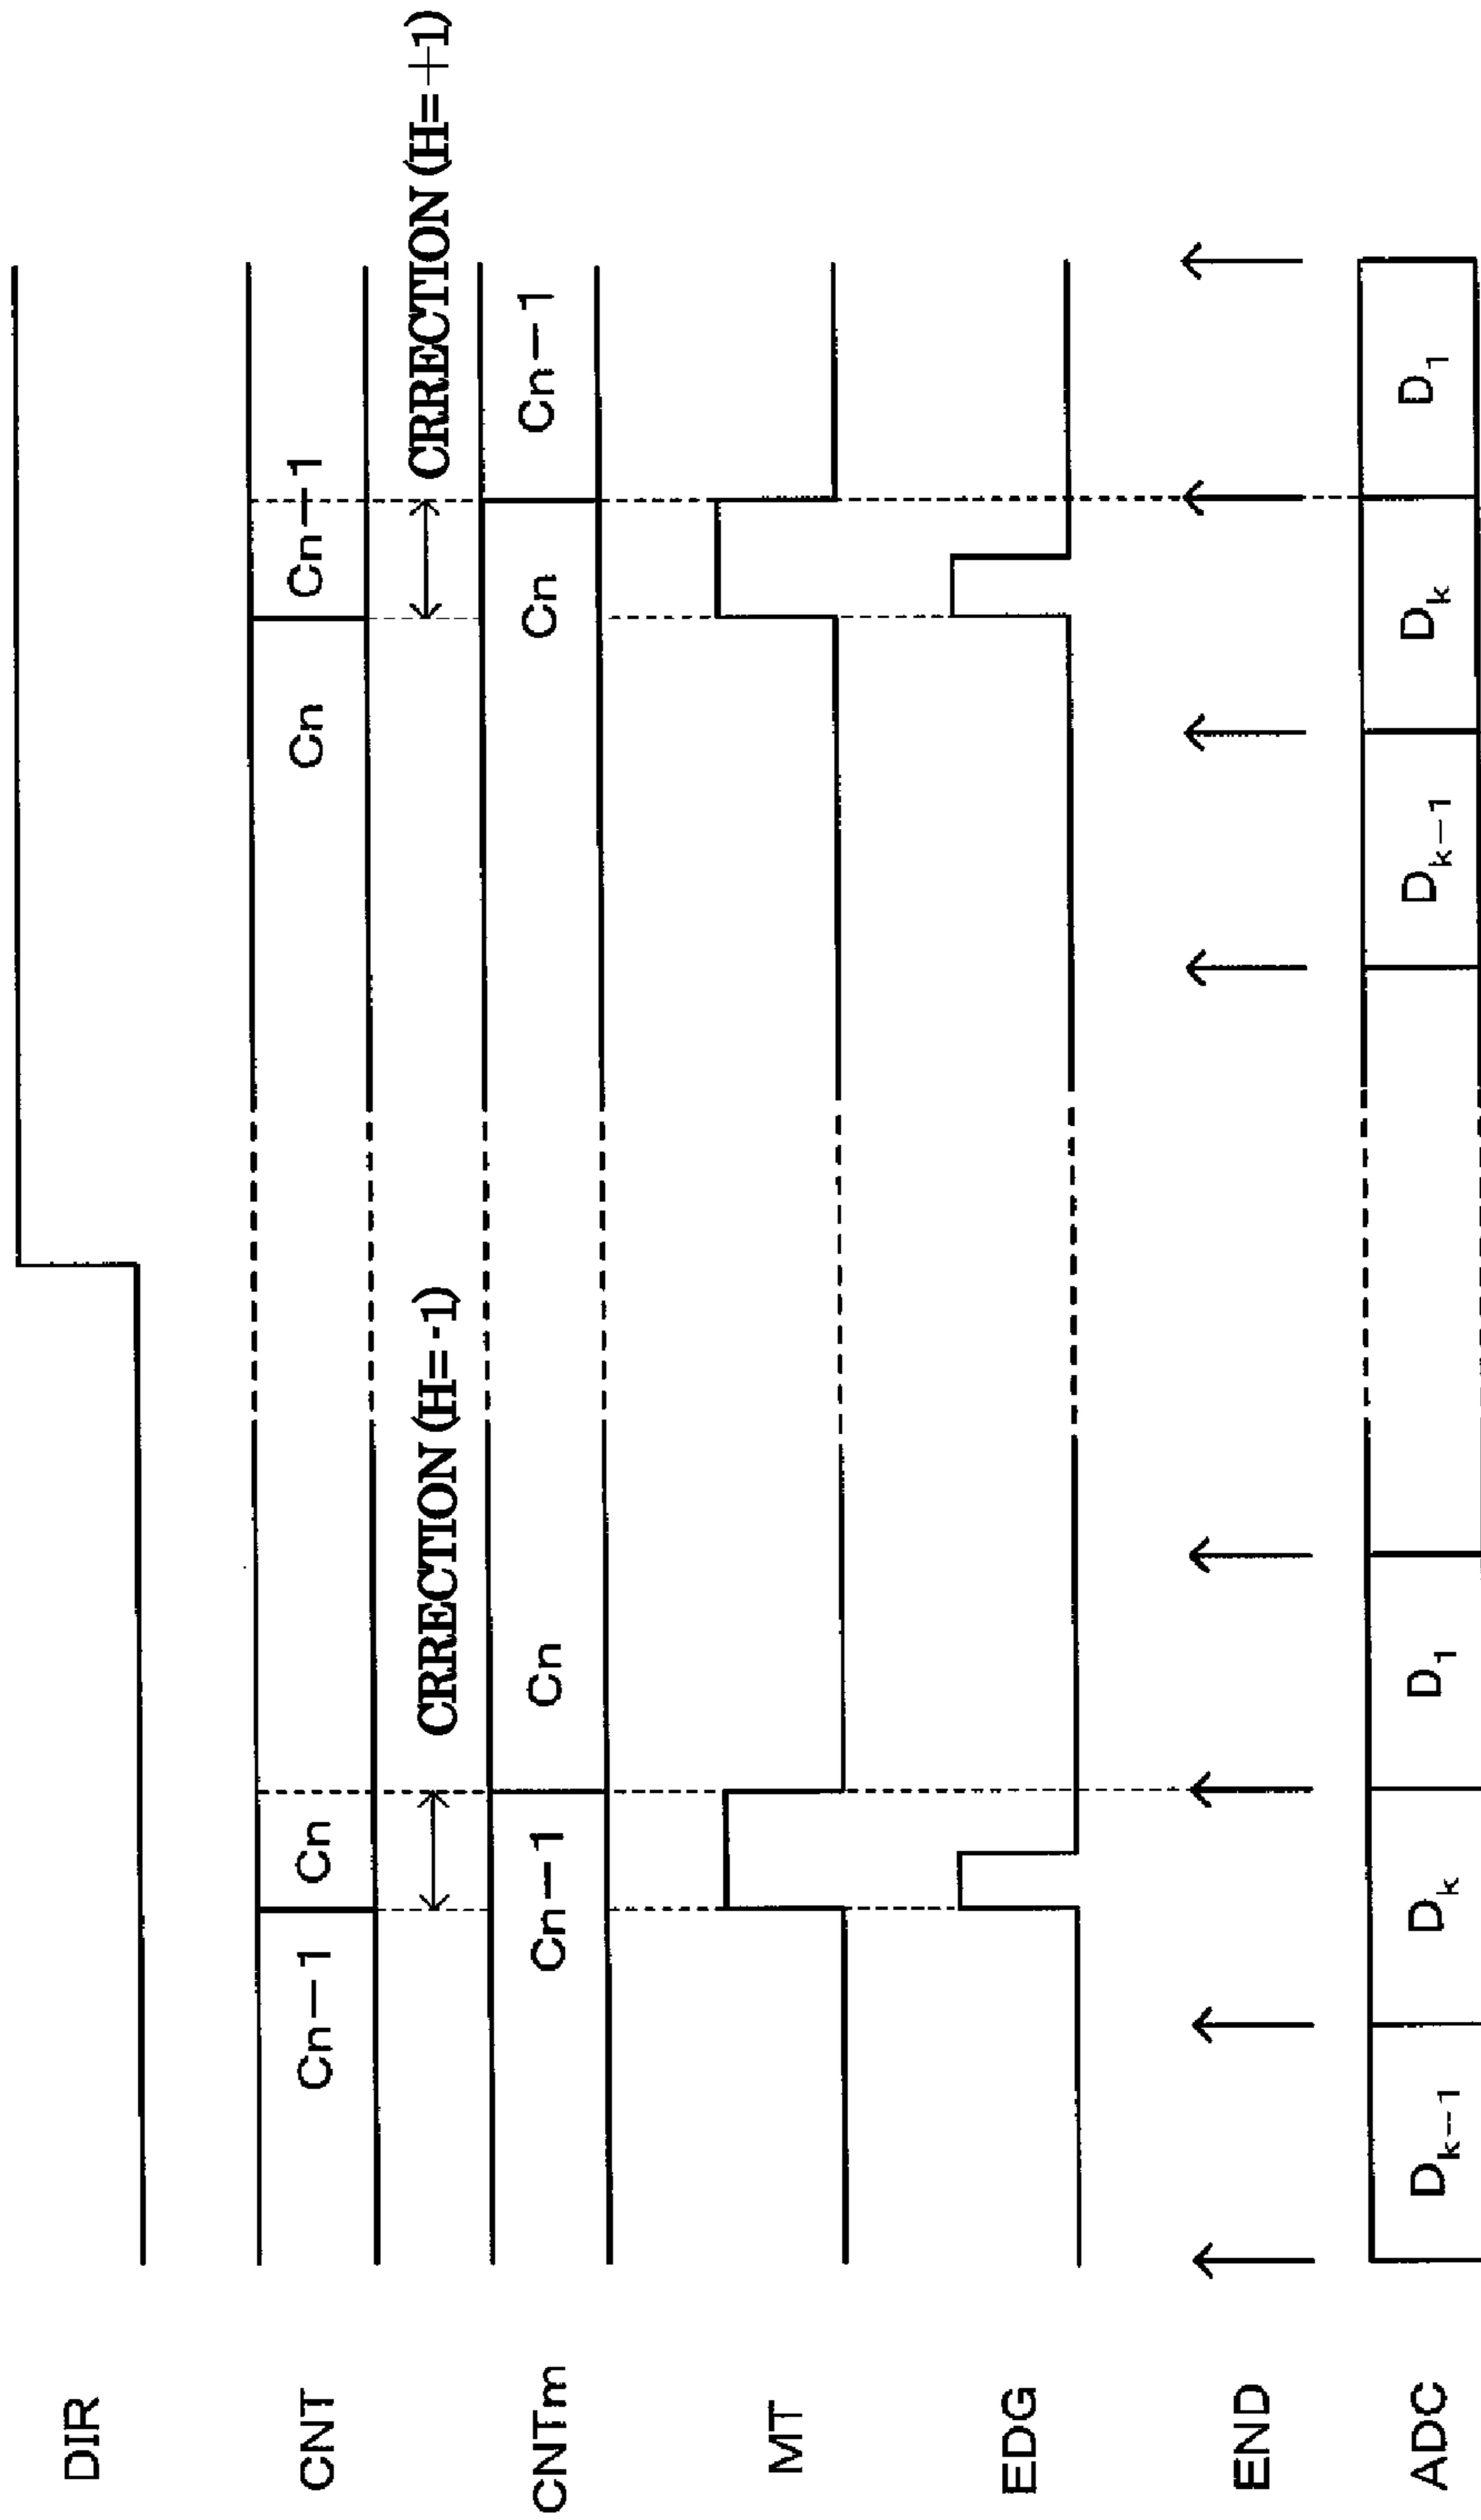 DIR
CNT
Cn−1
Cn
Cn
Cn−1
CRRECTION (H=-1)
CRRECTION (H=+1)
CNTm
Cn−1
Cn
Cn
Cn−1
MT
EDG
END
ADC
Dk−1
Dk
D1
Dk−1
Dk
D1